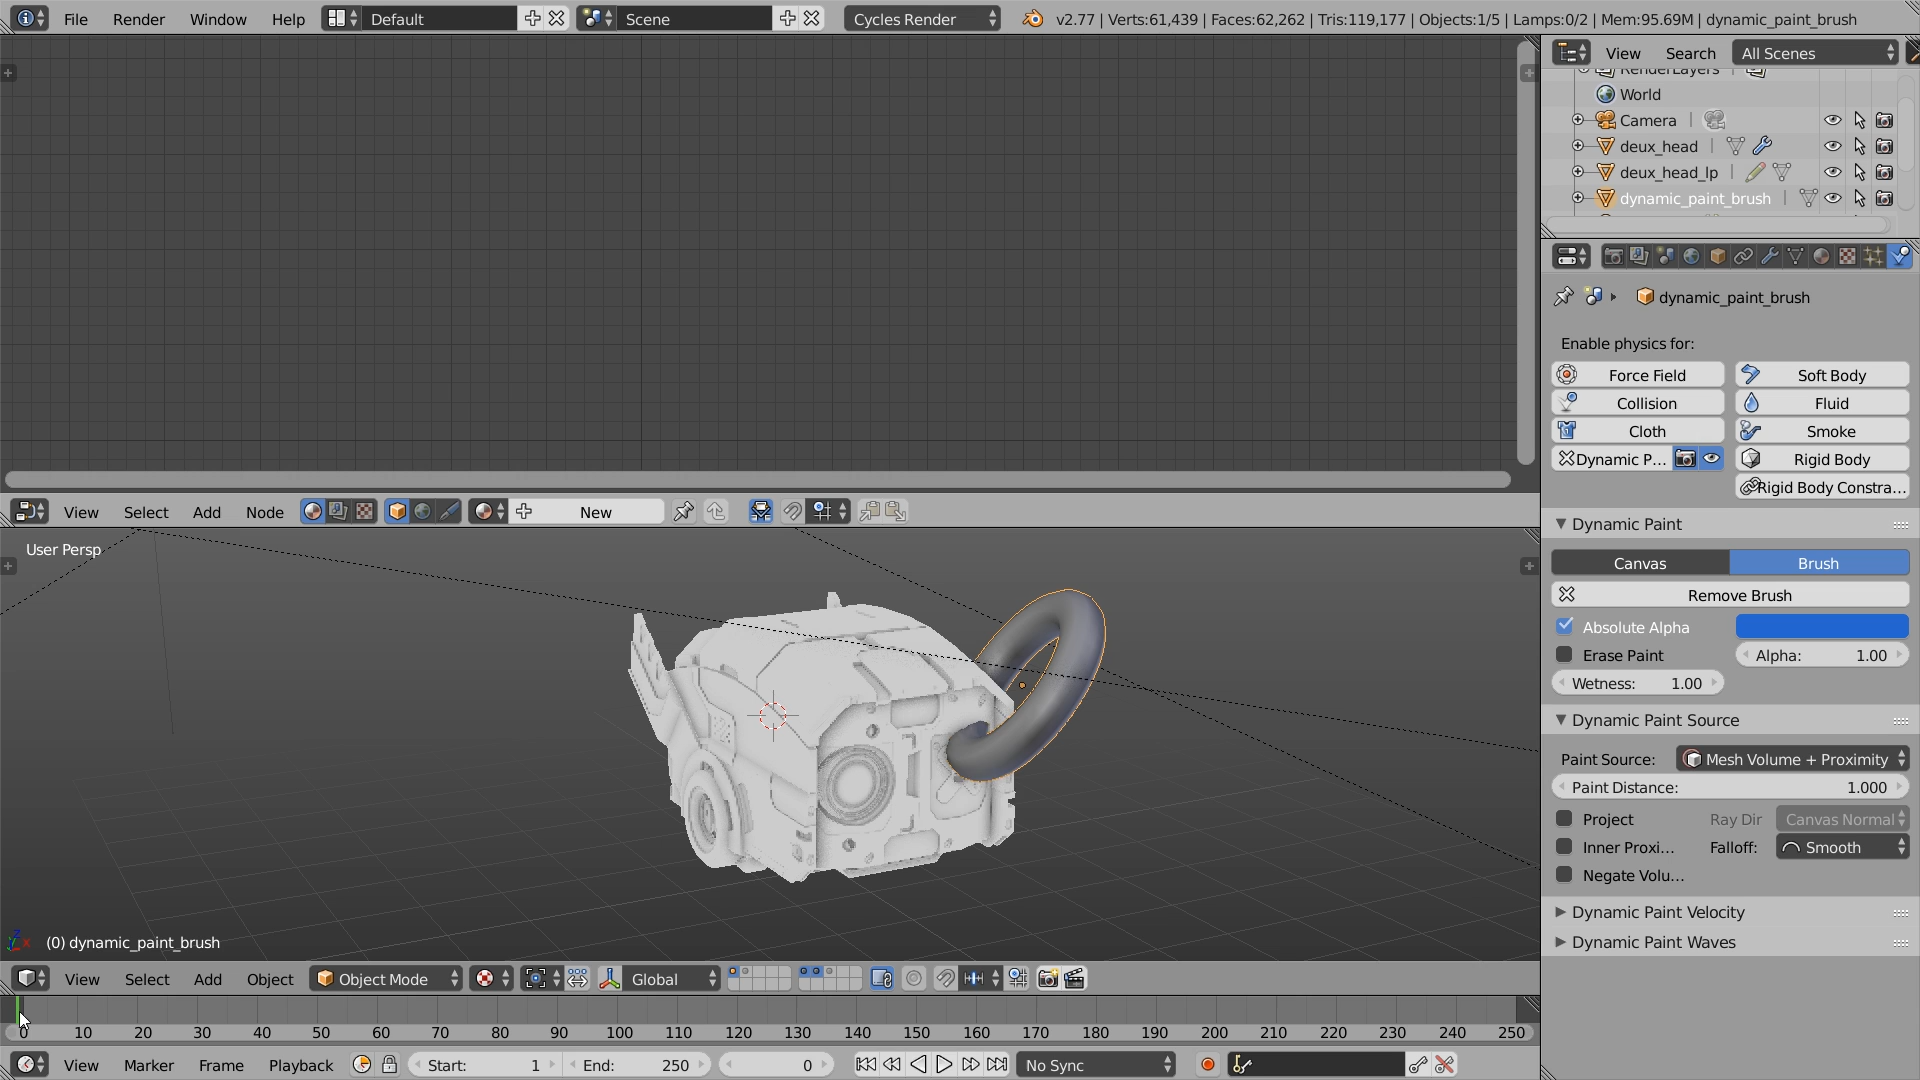 File Render Window Help Default Scene Cycles Render v2.77 | Verts:61,439 | Faces:62,262 | Tris:119,177 | Objects:1/5 | Lamps:0/2 | Mem:95.69M | dynamic_paint_brush
View Search All Scenes
RenderLayers
World
Camera
deux_head
deux_head_lp
dynamic_paint_brush
dynamic_paint_brush
Enable physics for:
Force Field Soft Body
Collision Fluid
Cloth Smoke
Dynamic P... Rigid Body
Rigid Body Constra...
Dynamic Paint
Canvas Brush
Remove Brush
Absolute Alpha
Erase Paint Alpha: 1.00
Wetness: 1.00
Dynamic Paint Source
Paint Source: Mesh Volume + Proximity
Paint Distance: 1.000
Project Ray Dir Canvas Normal
Inner Proxi... Falloff: Smooth
Negate Volu...
Dynamic Paint Velocity
Dynamic Paint Waves
View Select Add Node New
User Persp
(0) dynamic_paint_brush
View Select Add Object Object Mode Global
0 10 20 30 40 50 60 70 80 90 100 110 120 130 140 150 160 170 180 190 200 210 220 230 240 250
View Marker Frame Playback Start: 1 End: 250 0 No Sync